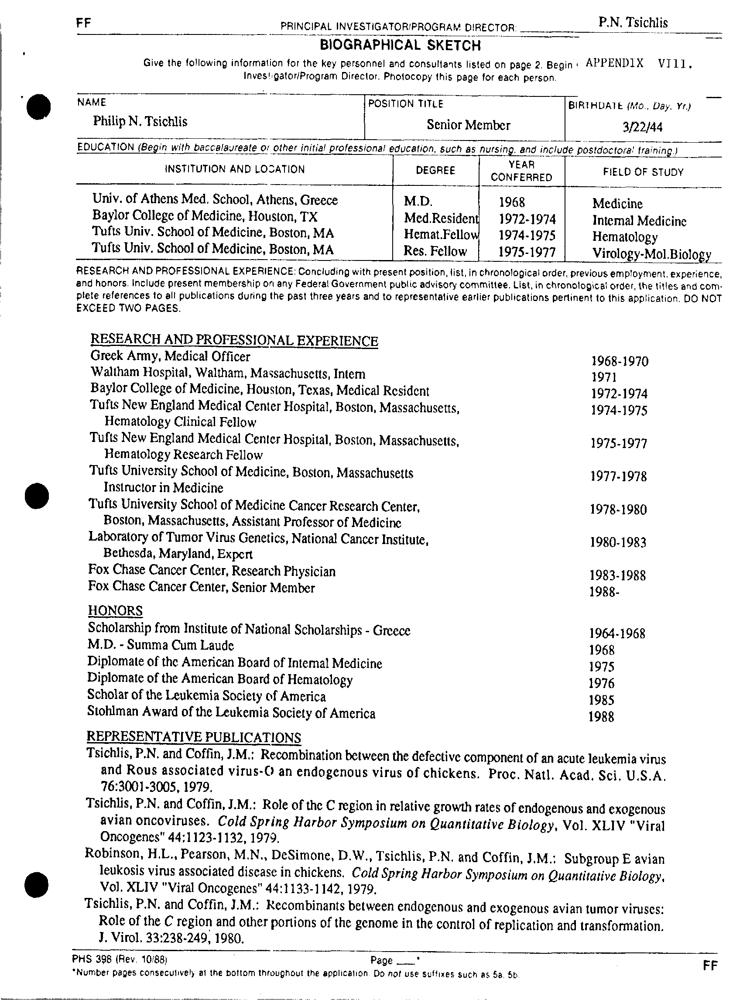 FF
PRINCIPAL INVESTIGATOR/PROGRAM DIRECTOR: P.N. Tsichlis
BIOGRAPHICAL SKETCH
Give the following information for the key personnel and consultants listed on page 2. Begin APPENDIX VIII.
Investigator/Program Director. Photocopy this page for each person.
NAME POSITION TITLE BIRTHDATE (Mo., Day, Yr.)
Philip N. Tsichlis Senior Member 3/22/44
EDUCATION (Begin with baccalaureate or other initial professional education, such as nursing, and include postdoctoral training.)
INSTITUTION AND LOCATION DEGREE YEAR CONFERRED FIELD OF STUDY
Univ. of Athens Med. School, Athens, Greece M.D. 1968 Medicine
Baylor College of Medicine, Houston, TX Med.Resident 1972-1974 Internal Medicine
Tufts Univ. School of Medicine, Boston, MA Hemat.Fellow 1974-1975 Hematology
Tufts Univ. School of Medicine, Boston, MA Res. Fellow 1975-1977 Virology-Mol.Biology
RESEARCH AND PROFESSIONAL EXPERIENCE: Concluding with present position, list, in chronological order, previous employment, experience,
and honors. Include present membership on any Federal Government public advisory committee. List, in chronological order, the titles and com-
plete references to all publications during the past three years and to representative earlier publications pertinent to this application. DO NOT
EXCEED TWO PAGES.
RESEARCH AND PROFESSIONAL EXPERIENCE
Greek Army, Medical Officer 1968-1970
Waltham Hospital, Waltham, Massachusetts, Intern 1971
Baylor College of Medicine, Houston, Texas, Medical Resident 1972-1974
Tufts New England Medical Center Hospital, Boston, Massachusetts, 1974-1975
Hematology Clinical Fellow
Tufts New England Medical Center Hospital, Boston, Massachusetts, 1975-1977
Hematology Research Fellow
Tufts University School of Medicine, Boston, Massachusetts 1977-1978
Instructor in Medicine
Tufts University School of Medicine Cancer Research Center, 1978-1980
Boston, Massachusetts, Assistant Professor of Medicine
Laboratory of Tumor Virus Genetics, National Cancer Institute, 1980-1983
Bethesda, Maryland, Expert
Fox Chase Cancer Center, Research Physician 1983-1988
Fox Chase Cancer Center, Senior Member 1988-
HONORS
Scholarship from Institute of National Scholarships - Greece 1964-1968
M.D. - Summa Cum Laude 1968
Diplomate of the American Board of Internal Medicine 1975
Diplomate of the American Board of Hematology 1976
Scholar of the Leukemia Society of America 1985
Stohlman Award of the Leukemia Society of America 1988
REPRESENTATIVE PUBLICATIONS
Tsichlis, P.N. and Coffin, J.M.: Recombination between the defective component of an acute leukemia virus
and Rous associated virus-O an endogenous virus of chickens. Proc. Natl. Acad. Sci. U.S.A.
76:3001-3005, 1979.
Tsichlis, P.N. and Coffin, J.M.: Role of the C region in relative growth rates of endogenous and exogenous
avian oncoviruses. Cold Spring Harbor Symposium on Quantitative Biology, Vol. XLIV "Viral
Oncogenes" 44:1123-1132, 1979.
Robinson, H.L., Pearson, M.N., DeSimone, D.W., Tsichlis, P.N. and Coffin, J.M.: Subgroup E avian
leukosis virus associated disease in chickens. Cold Spring Harbor Symposium on Quantitative Biology,
Vol. XLIV "Viral Oncogenes" 44:1133-1142, 1979.
Tsichlis, P.N. and Coffin, J.M.: Recombinants between endogenous and exogenous avian tumor viruses:
Role of the C region and other portions of the genome in the control of replication and transformation.
J. Virol. 33:238-249, 1980.
PHS 398 (Rev. 10/88) Page ___* FF
*Number pages consecutively at the bottom throughout the application. Do not use suffixes such as 5a, 5b.